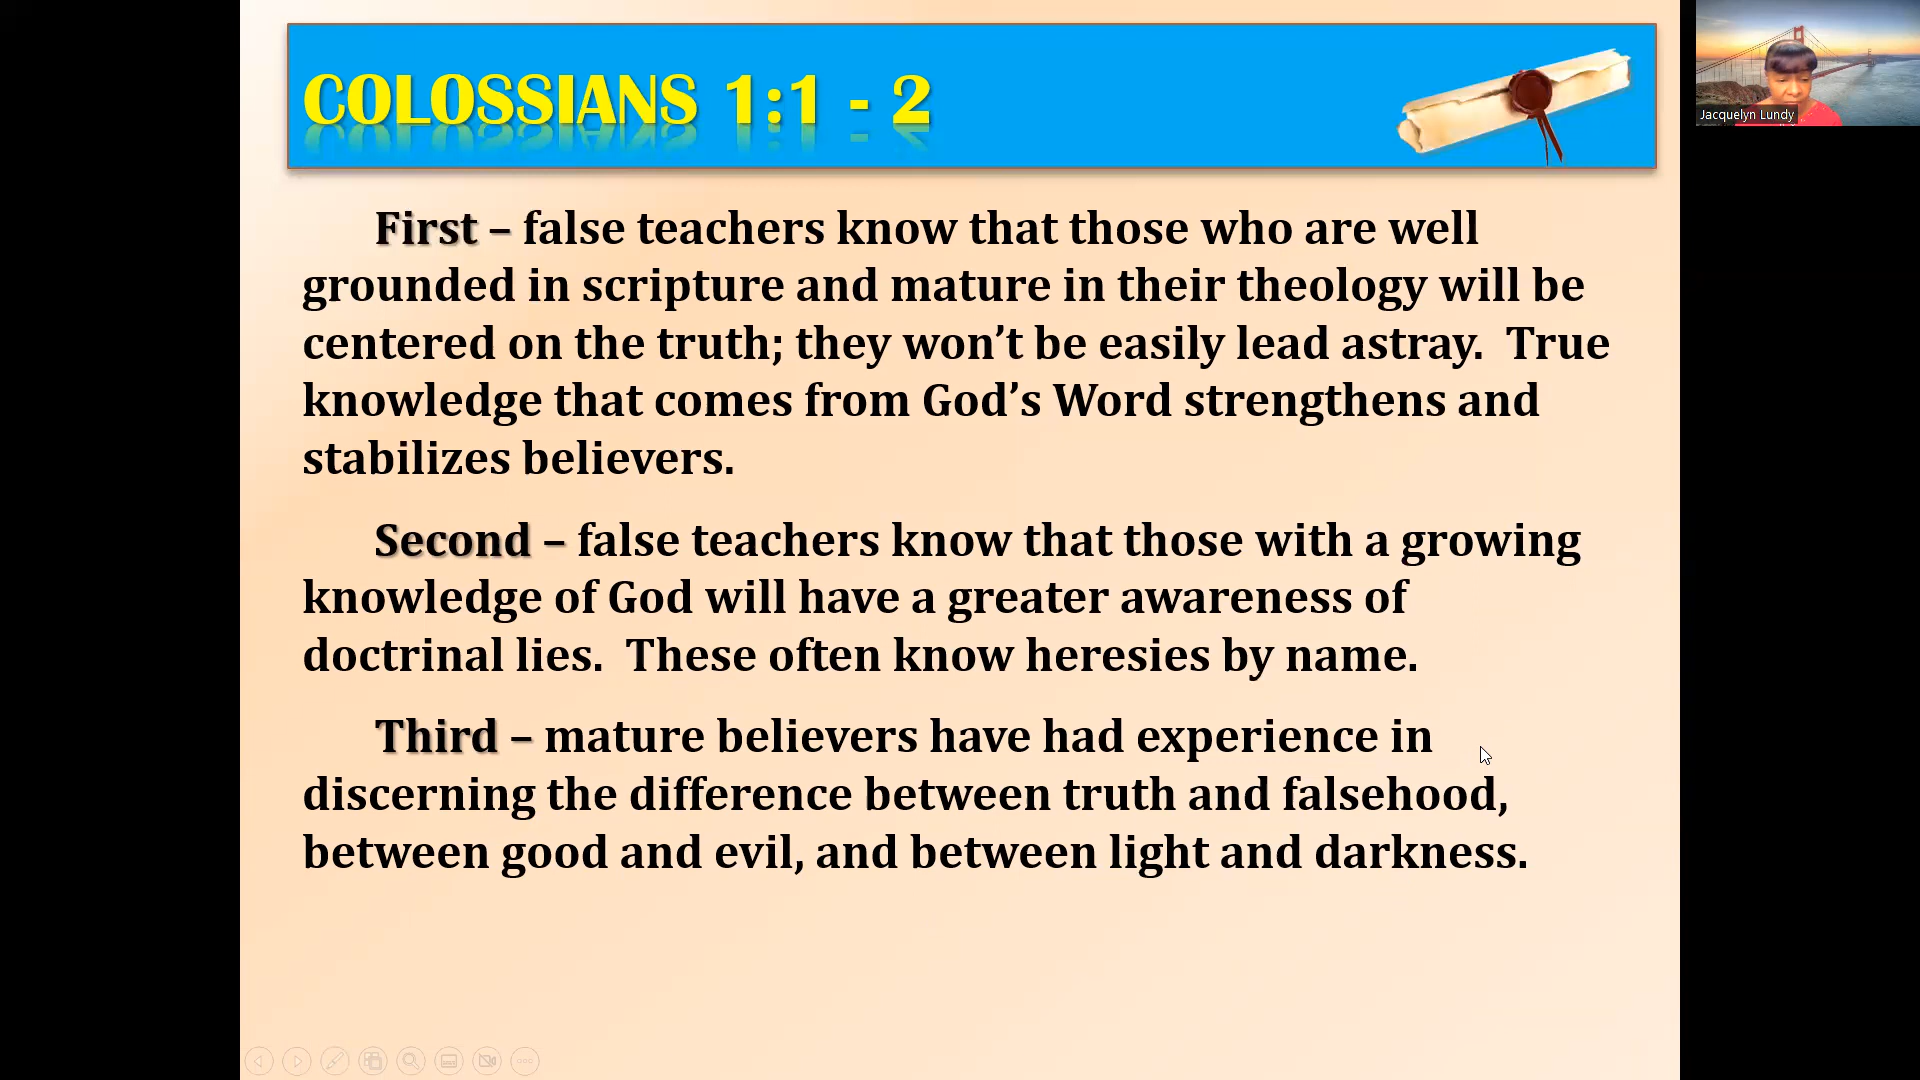 COLOSSIANS 1:1 - 2
Jacquelyn Lundy
First – false teachers know that those who are well
grounded in scripture and mature in their theology will be
centered on the truth; they won’t be easily lead astray.  True
knowledge that comes from God’s Word strengthens and
stabilizes believers.
Second – false teachers know that those with a growing
knowledge of God will have a greater awareness of
doctrinal lies.  These often know heresies by name.
Third – mature believers have had experience in
discerning the difference between truth and falsehood,
between good and evil, and between light and darkness.